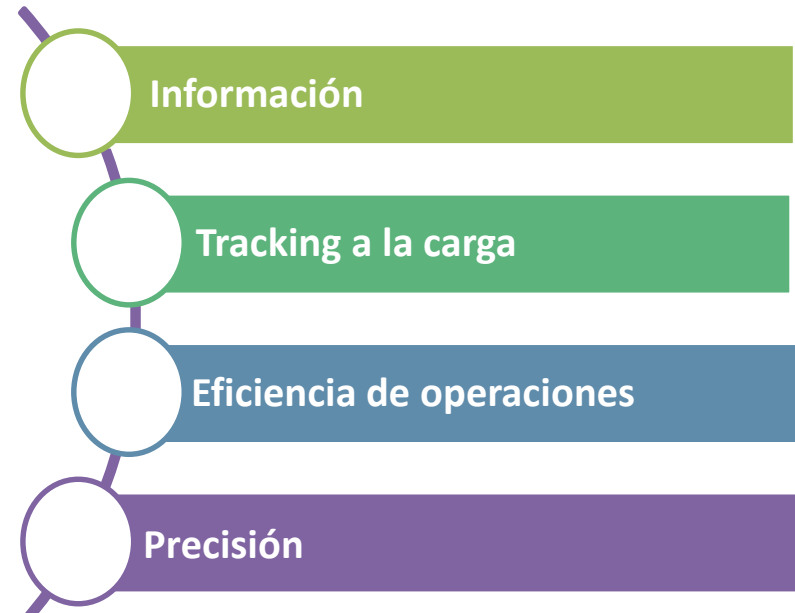 Información
Tracking a la carga
Eficiencia de operaciones
Precisión